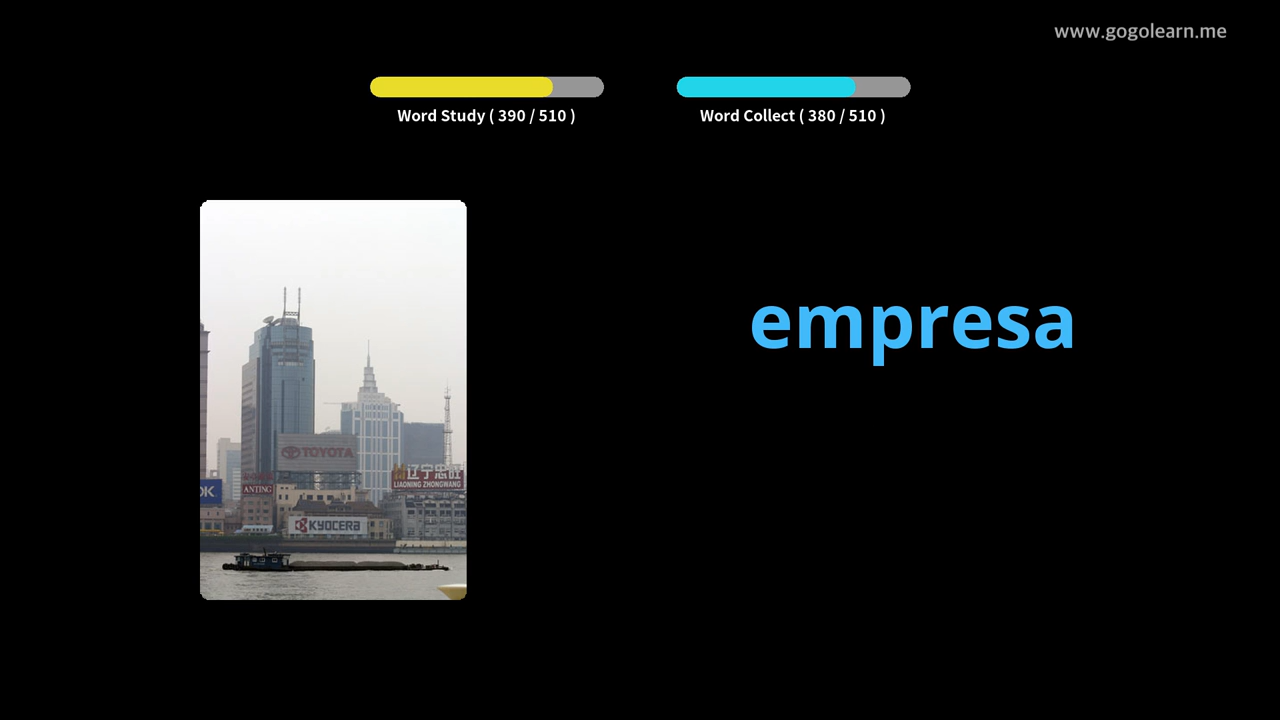 www.gogolearn.me
Word Study ( 390 / 510 )
Word Collect ( 380 / 510 )
empresa
TOYOTA
辽宁忠旺
LIAONING ZHONGWANG
OK
ANTING
KYOCERA